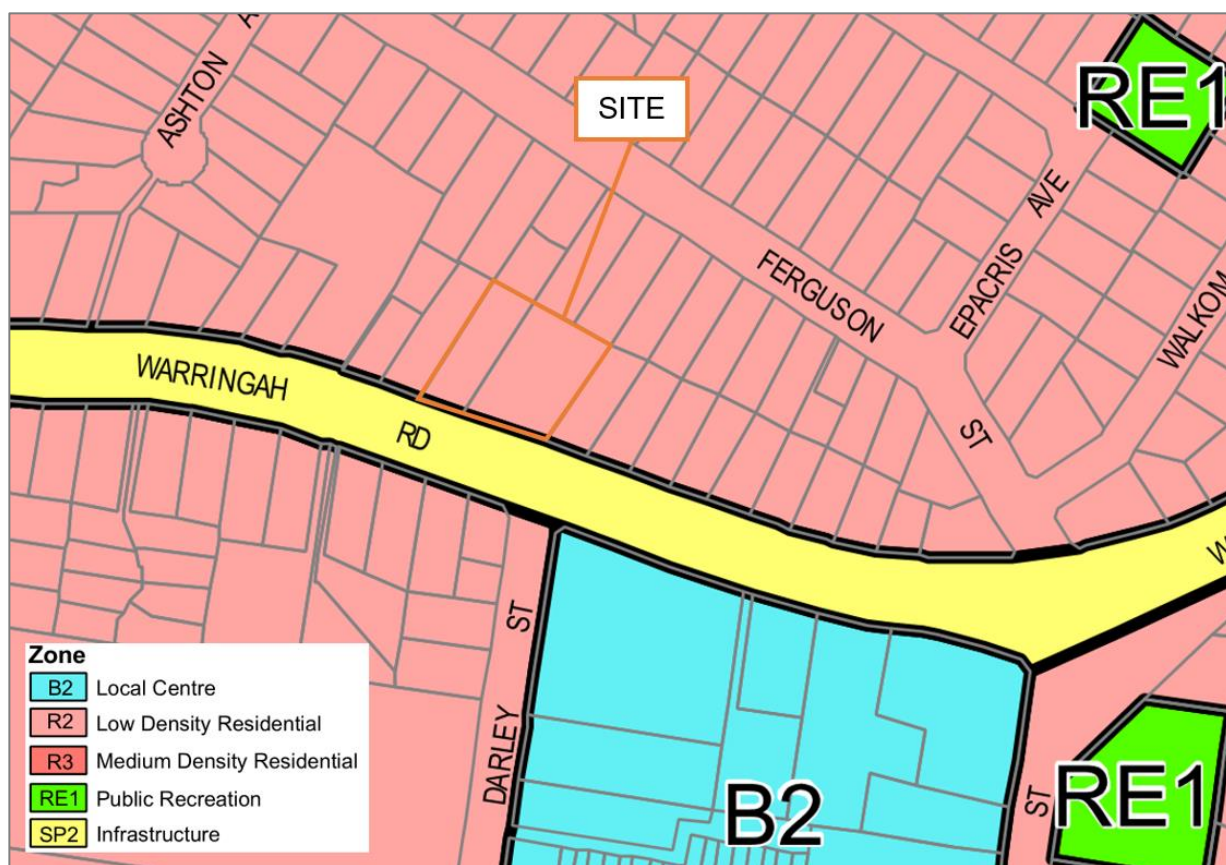 ASHTON A
RE1
SITE
EPACRIS AVE
FERGUSON
ST
WALKOM
WARRINGAH
RD
W
ST
DARLEY
B2
ST
RE1
Zone
B2 Local Centre
R2 Low Density Residential
R3 Medium Density Residential
RE1 Public Recreation
SP2 Infrastructure